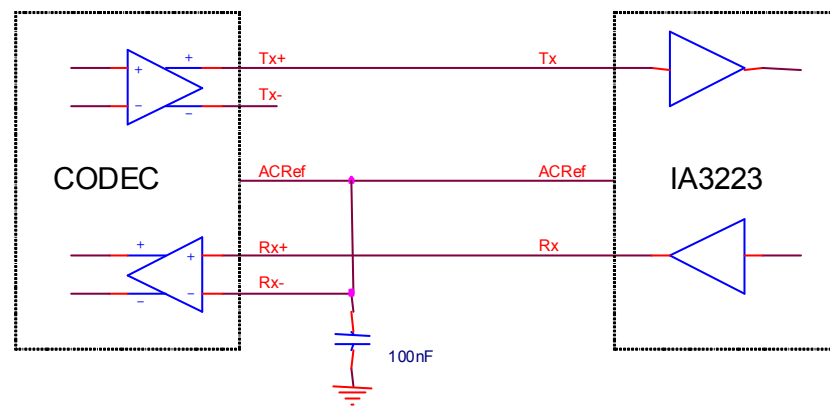 Tx+ Tx
+ +
− −
Tx-
CODEC ACRef ACRef IA3223
Rx+ Rx
+ +
− −
Rx-
100nF